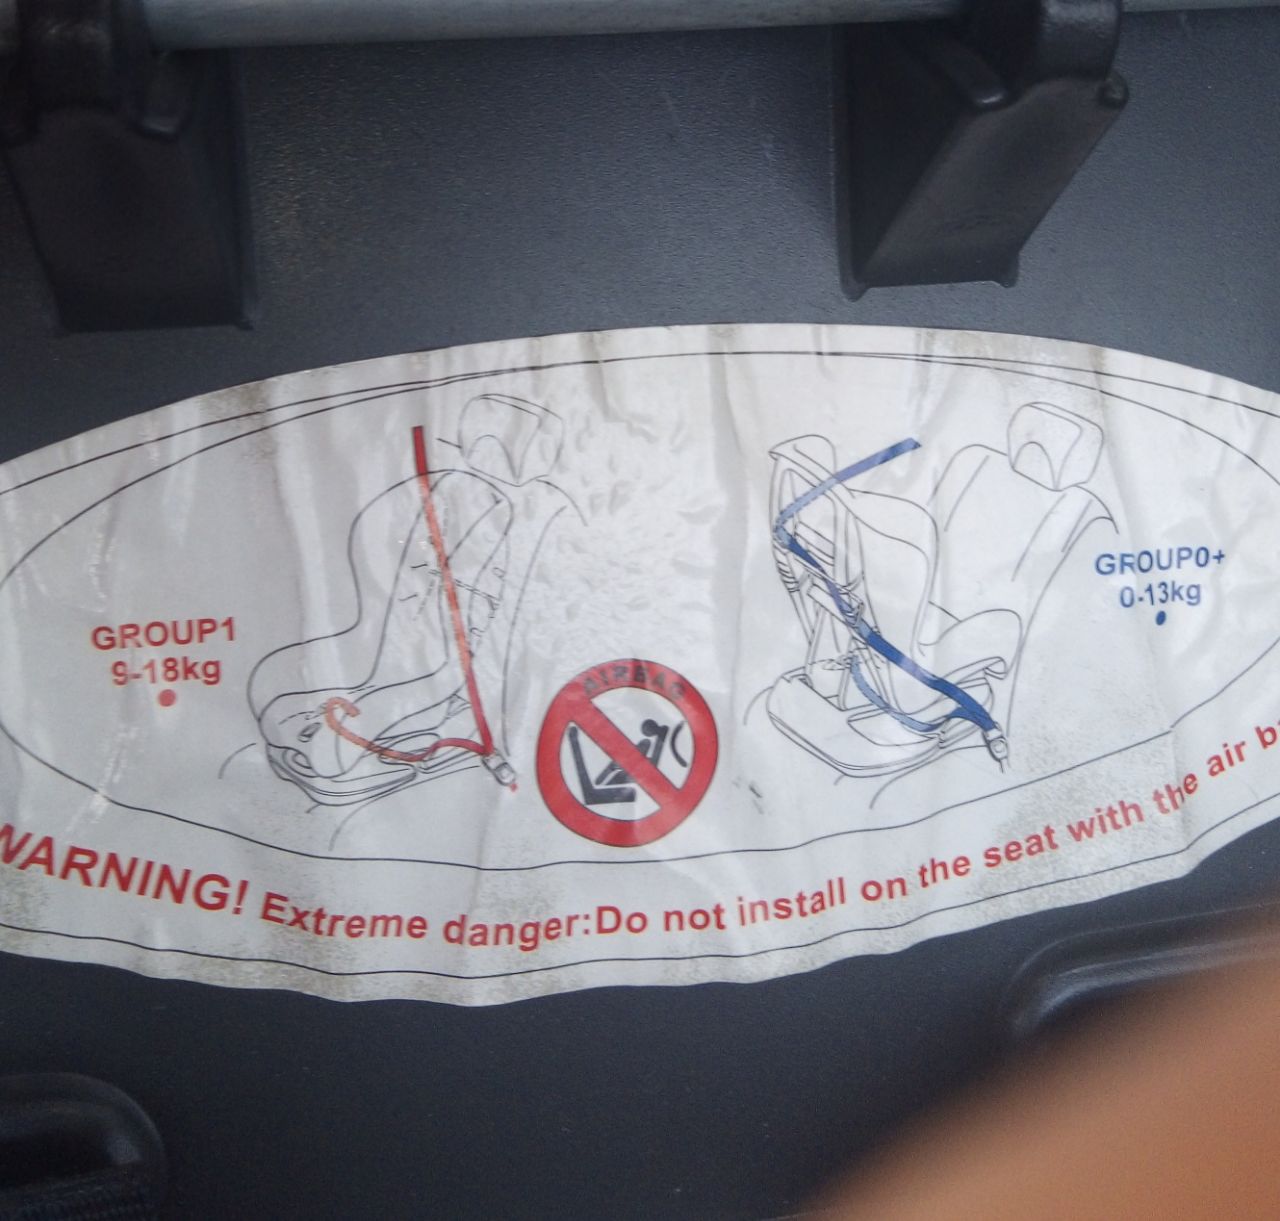 GROUP1
9-18kg
GROUP0+
0-13kg
AIRBAG
WARNING! Extreme danger:Do not install on the seat with the air